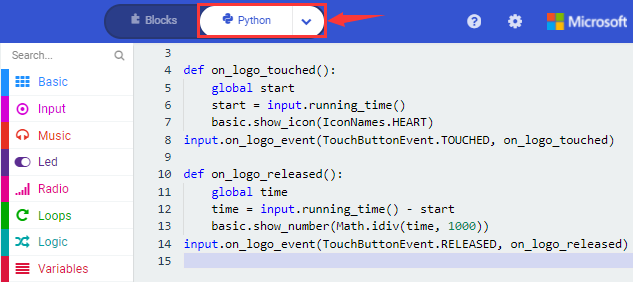 Blocks
Python
?
Microsoft
Search...
Basic
Input
Music
Led
Radio
Loops
Logic
Variables
3
4 def on_logo_touched():
5     global start
6     start = input.running_time()
7     basic.show_icon(IconNames.HEART)
8 input.on_logo_event(TouchButtonEvent.TOUCHED, on_logo_touched)
9
10 def on_logo_released():
11     global time
12     time = input.running_time() - start
13     basic.show_number(Math.idiv(time, 1000))
14 input.on_logo_event(TouchButtonEvent.RELEASED, on_logo_released)
15